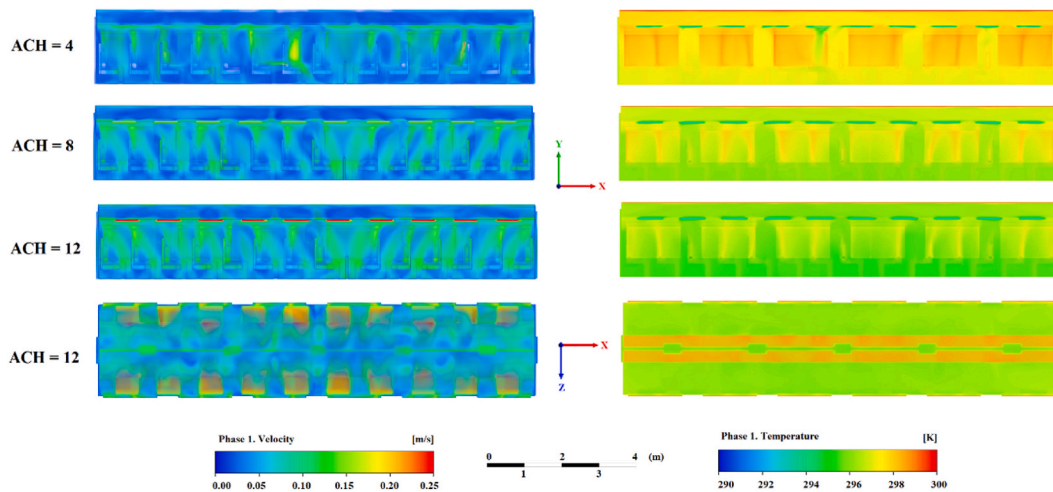 ACH = 4
ACH = 8
Y
X
ACH = 12
ACH = 12
X
Z
Phase 1. Velocity [m/s]
0.00 0.05 0.10 0.15 0.20 0.25
0 2 4 (m)
1 3
Phase 1. Temperature [K]
290 292 294 296 298 300